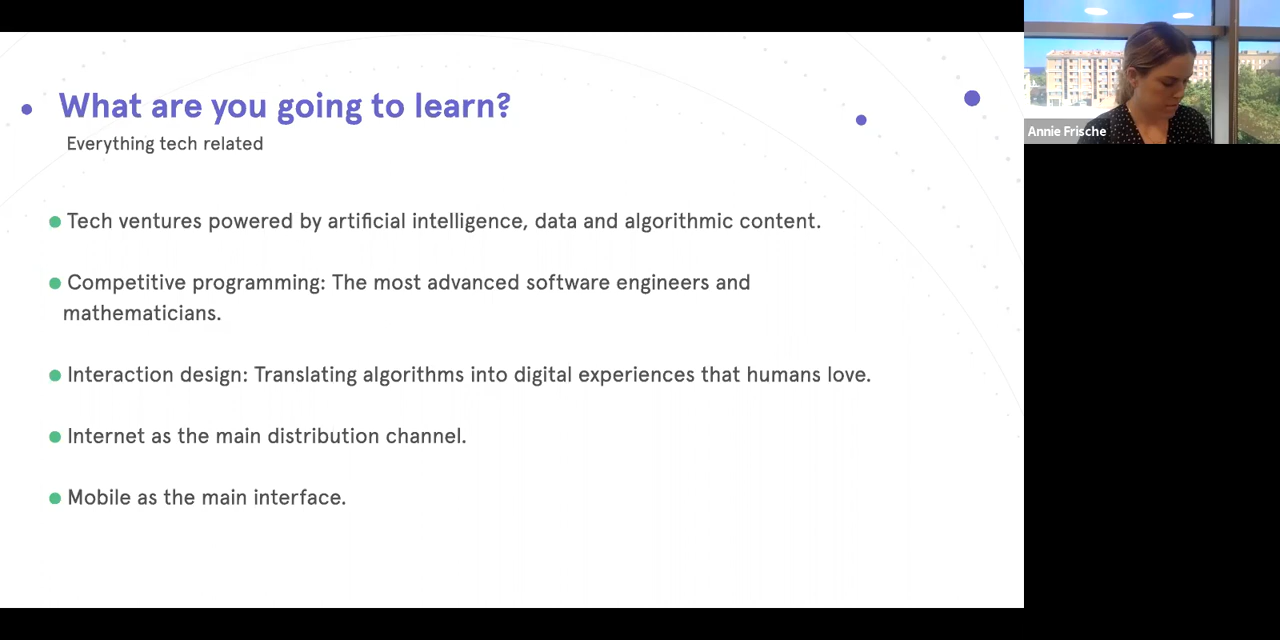 What are you going to learn?
Everything tech related
Tech ventures powered by artificial intelligence, data and algorithmic content.
Competitive programming: The most advanced software engineers and
mathematicians.
Interaction design: Translating algorithms into digital experiences that humans love.
Internet as the main distribution channel.
Mobile as the main interface.
Annie Frische